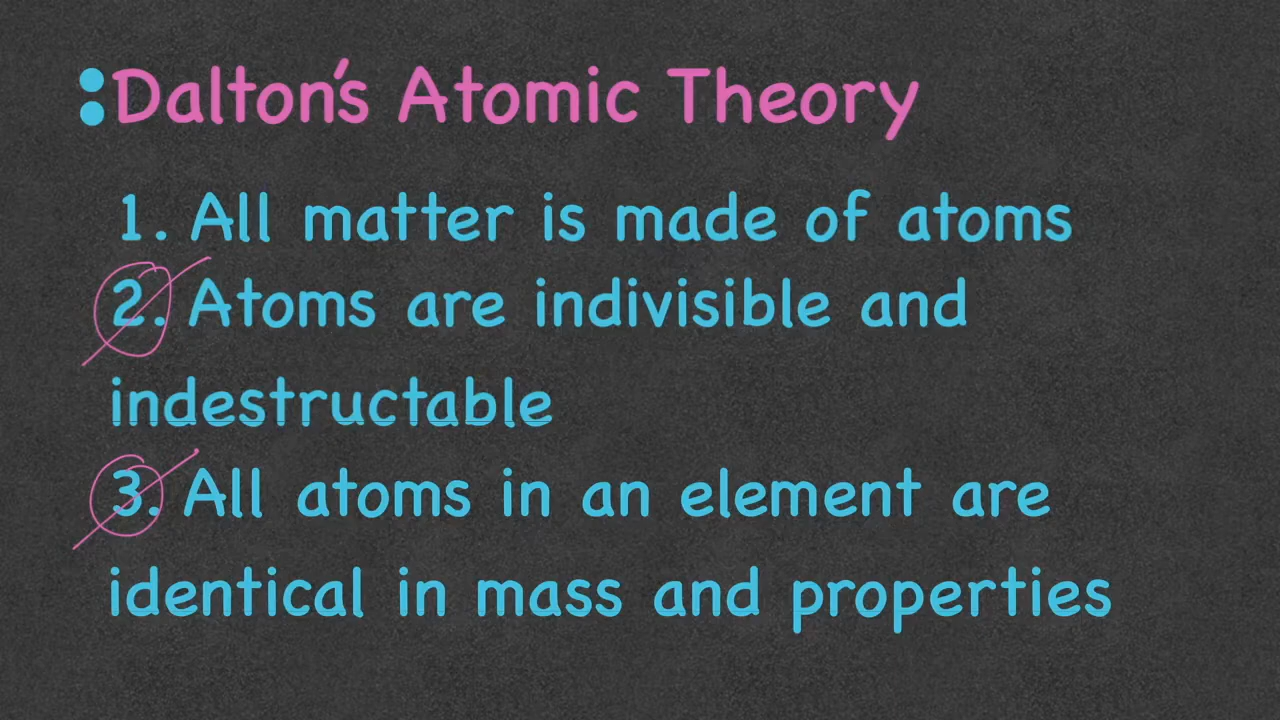 Dalton's Atomic Theory
1. All matter is made of atoms
2. Atoms are indivisible and
indestructable
3. All atoms in an element are
identical in mass and properties